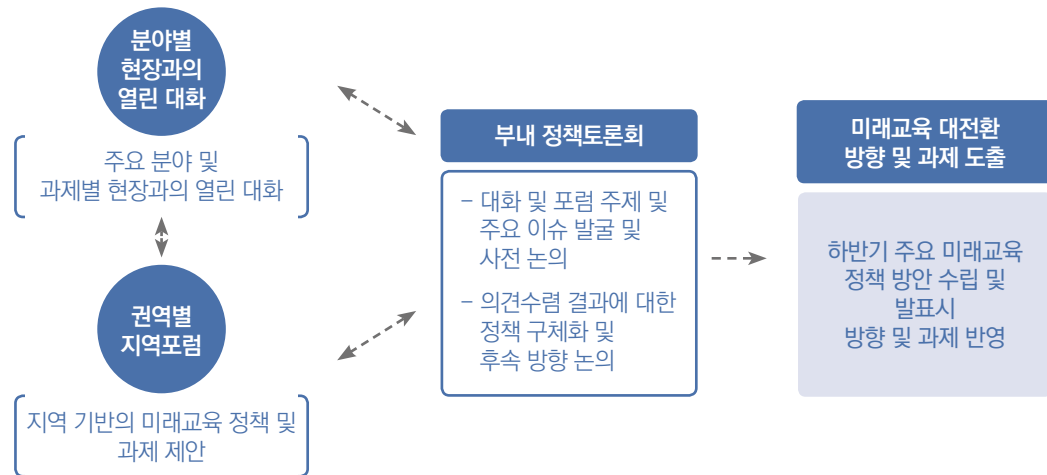 분야별
현장과의
열린 대화
주요 분야 및
과제별 현장과의 열린 대화
권역별
지역포럼
지역 기반의 미래교육 정책 및
과제 제안
부내 정책토론회
– 대화 및 포럼 주제 및
주요 이슈 발굴 및
사전 논의
– 의견수렴 결과에 대한
정책 구체화 및
후속 방향 논의
미래교육 대전환
방향 및 과제 도출
하반기 주요 미래교육
정책 방안 수립 및
발표시
방향 및 과제 반영